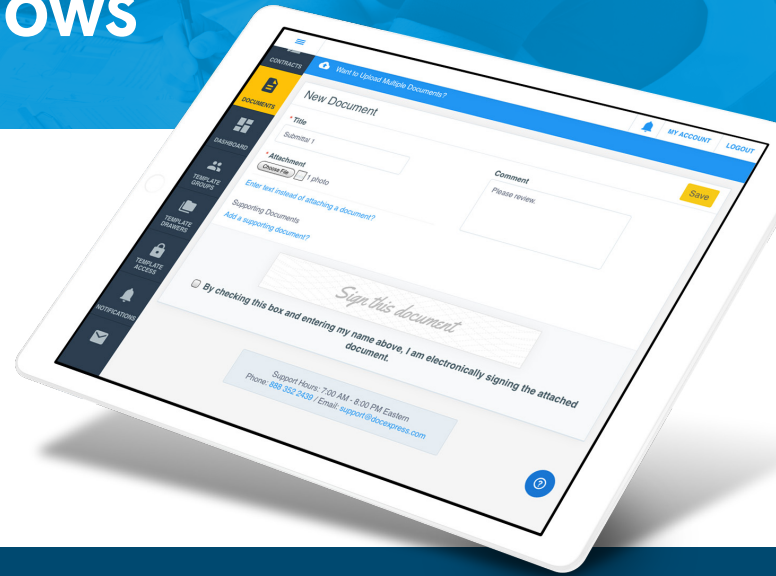 ows
CONTRACTS
Want to Upload Multiple Documents?
MY ACCOUNT
LOGOUT
DOCUMENTS
New Document
Save
* Title
Submittal 1
Comment
Please review.
DASHBOARD
* Attachment
Choose File
1 photo
Enter text instead of attaching a document?
TEMPLATE
GROUPS
Supporting Documents
Add a supporting document?
TEMPLATE
DRAWERS
Sign this document
TEMPLATE
ACCESS
By checking this box and entering my name above, I am electronically signing the attached
document.
NOTIFICATIONS
Support Hours: 7:00 AM - 8:00 PM Eastern
Phone: 888 352 2439 / Email: support@docexpress.com
?